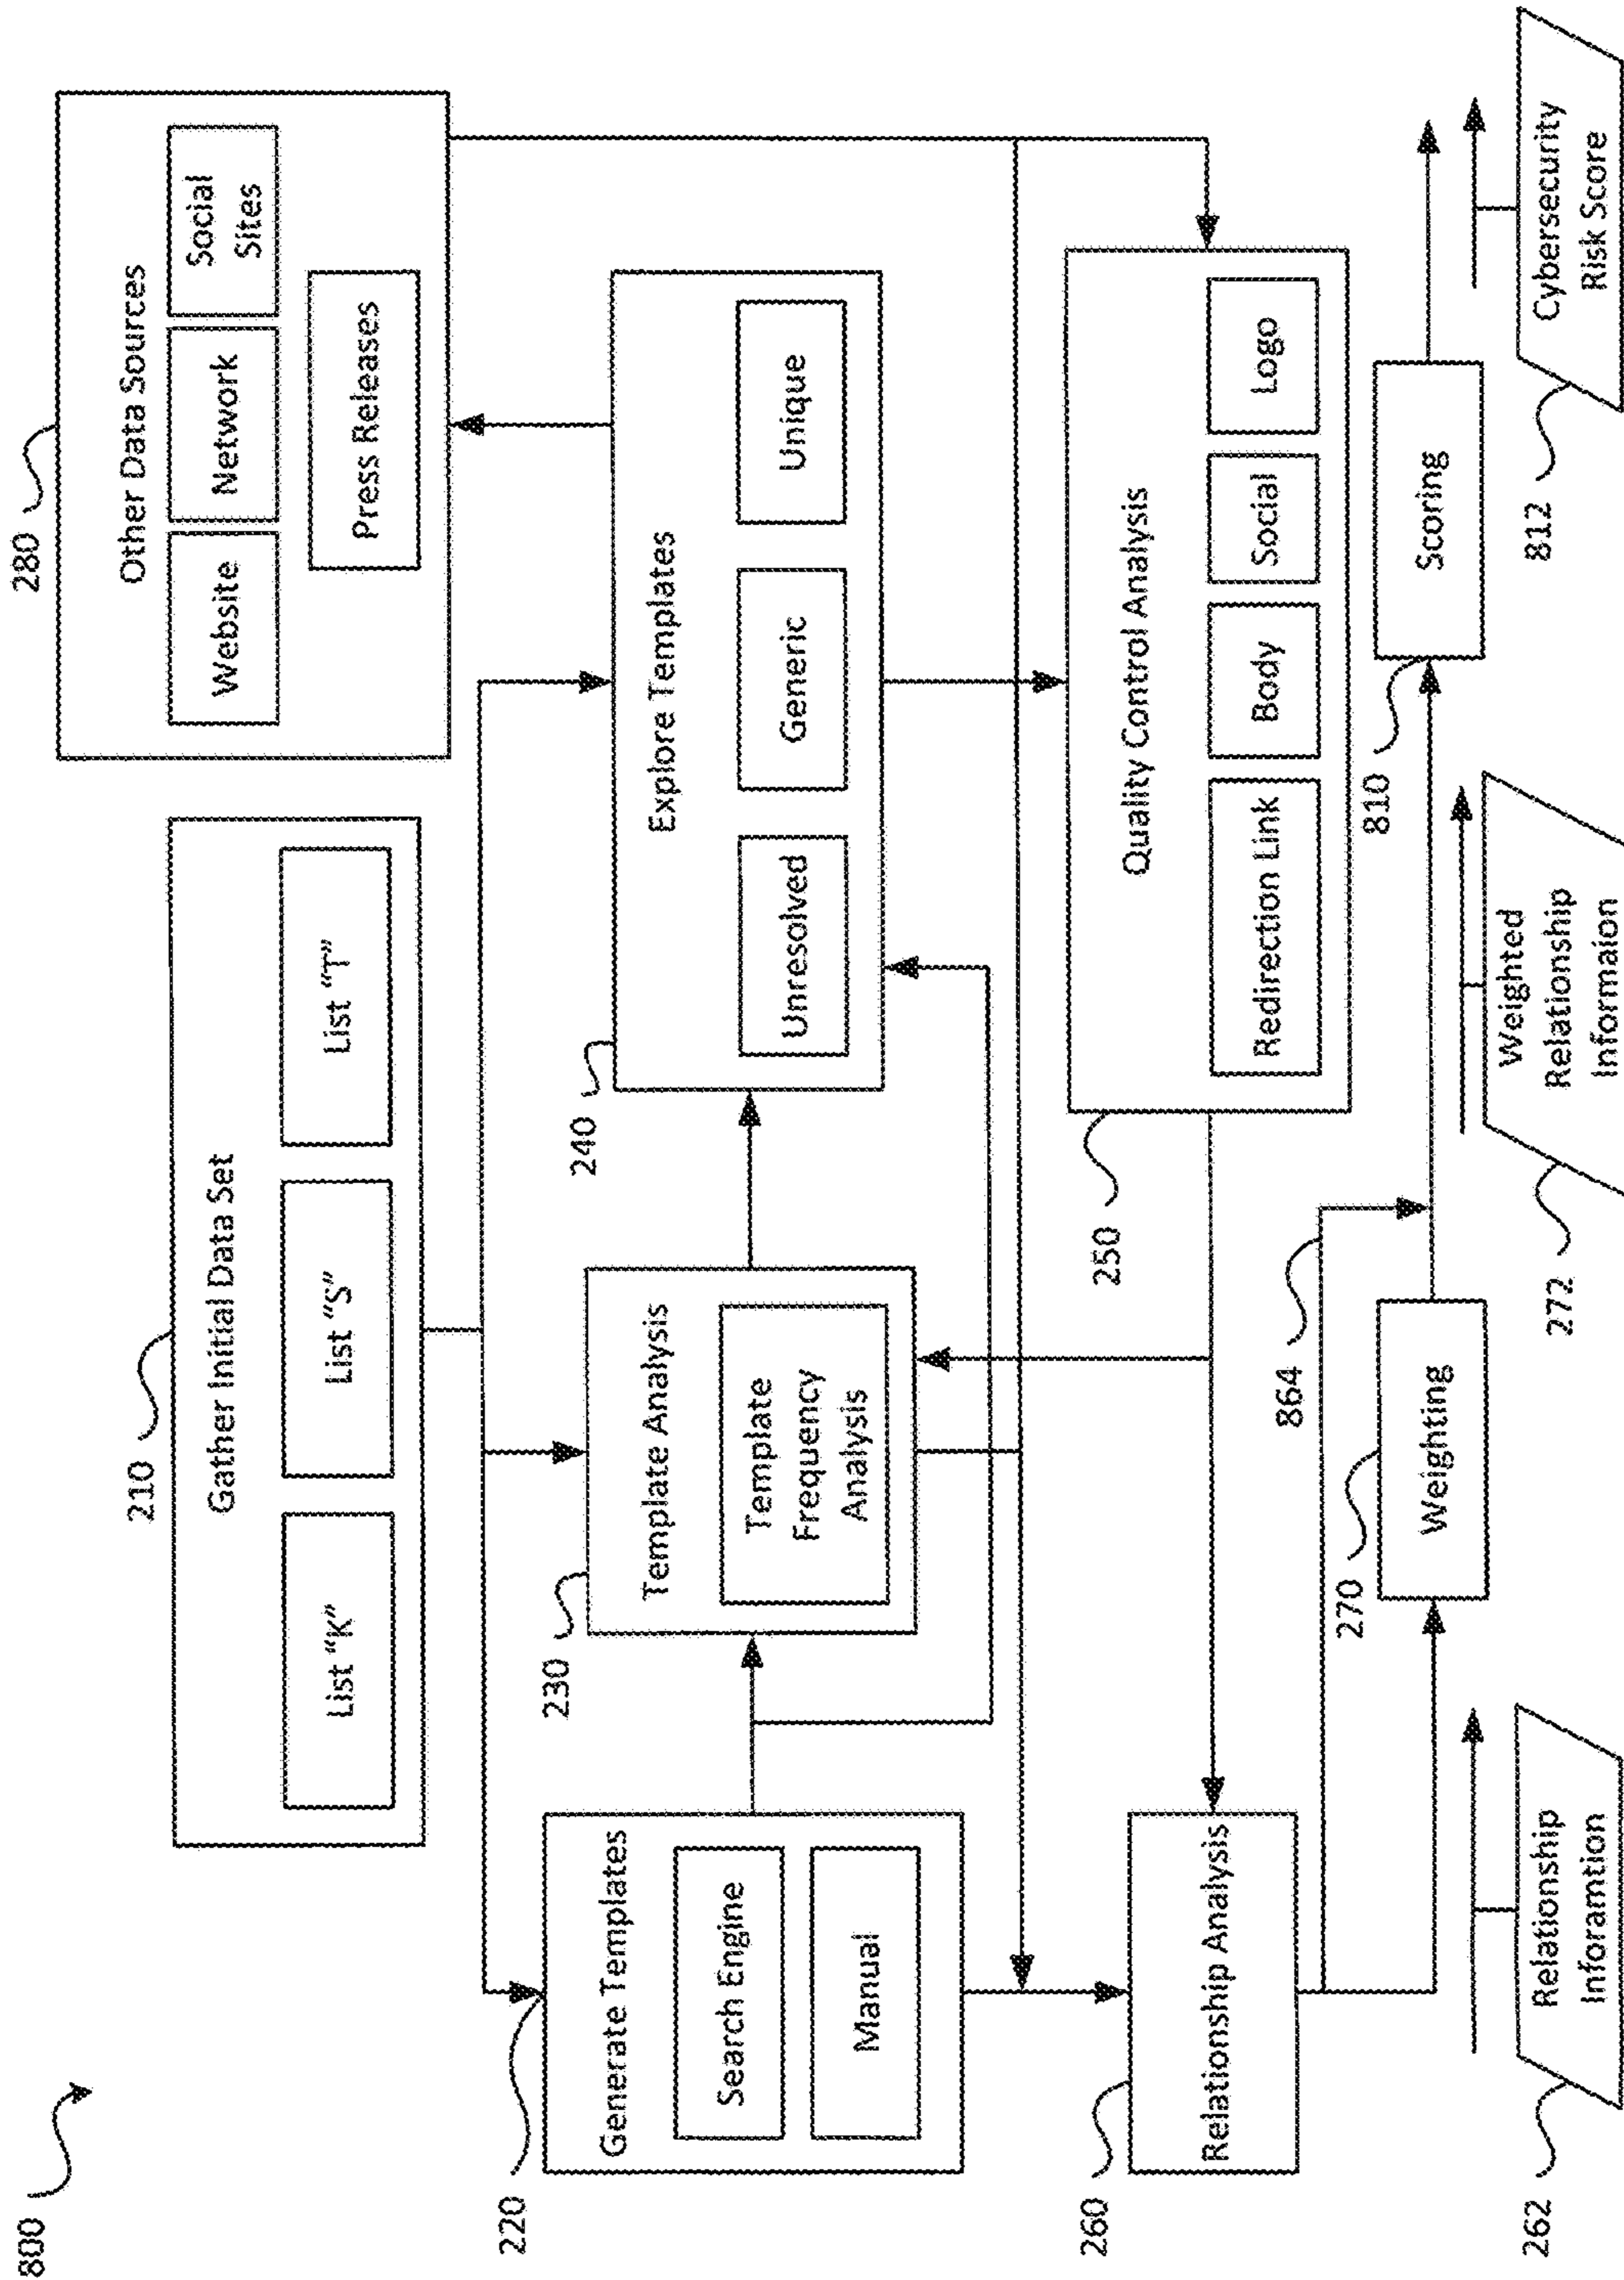 800
210
Gather Initial Data Set
List "K"
List "S"
List "T"
280
Other Data Sources
Website
Network
Social
Sites
Press Releases
220
Generate Templates
Search Engine
Manual
230
Template Analysis
Template
Frequency
Analysis
240
Explore Templates
Unresolved
Generic
Unique
250
Quality Control Analysis
Redirection Link
Body
Social
Logo
260
Relationship Analysis
864
270
Weighting
810
Scoring
262
Relationship
Inforamtion
272
Weighted
Relationship
Informaion
812
Cybersecurity
Risk Score